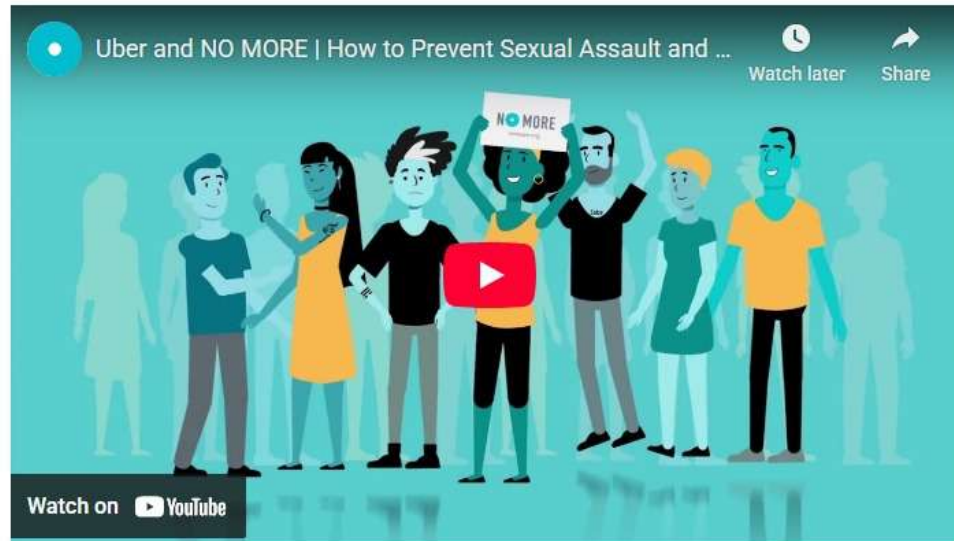 Uber and NO MORE | How to Prevent Sexual Assault and ...
Watch later
Share
NO MORE
Watch on YouTube